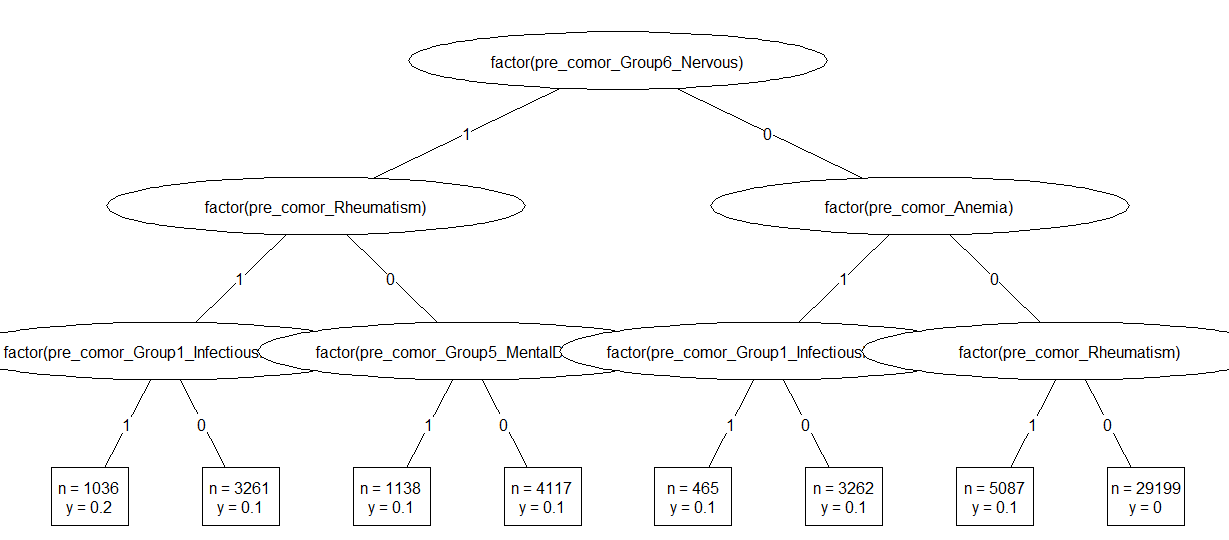 factor(pre_comor_Group6_Nervous)
1
0
factor(pre_comor_Rheumatism)
factor(pre_comor_Anemia)
1
0
1
0
factor(pre_comor_Group1_Infectious
factor(pre_comor_Group5_MentalD
factor(pre_comor_Group1_Infectious
factor(pre_comor_Rheumatism)
1
0
1
0
1
0
1
0
n = 1036
y = 0.2
n = 3261
y = 0.1
n = 1138
y = 0.1
n = 4117
y = 0.1
n = 465
y = 0.1
n = 3262
y = 0.1
n = 5087
y = 0.1
n = 29199
y = 0